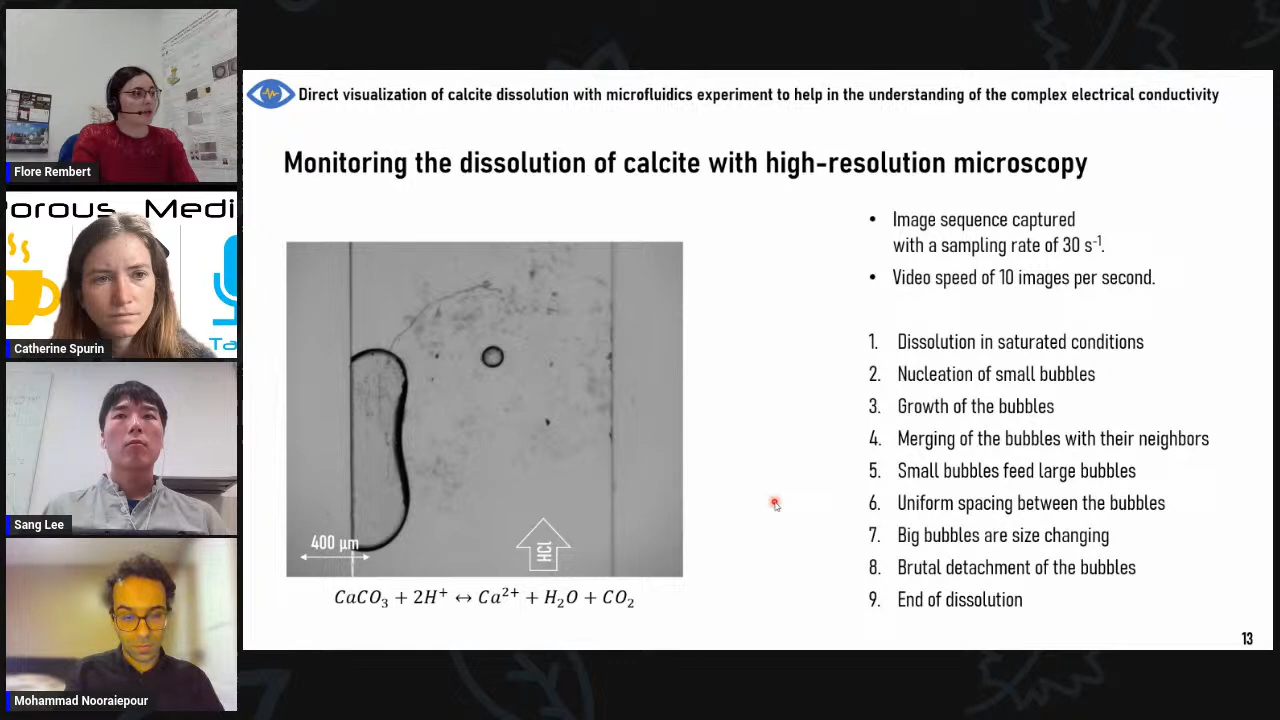 Flore Rembert
Porous Medi
Ta
Catherine Spurin
Sang Lee
Mohammad Nooraiepour
Direct visualization of calcite dissolution with microfluidics experiment to help in the understanding of the complex electrical conductivity
Monitoring the dissolution of calcite with high-resolution microscopy
400 µm
HCl
CaCO₃ + 2H⁺ ↔ Ca²⁺ + H₂O + CO₂
• Image sequence captured
with a sampling rate of 30 s⁻¹.
• Video speed of 10 images per second.
1. Dissolution in saturated conditions
2. Nucleation of small bubbles
3. Growth of the bubbles
4. Merging of the bubbles with their neighbors
5. Small bubbles feed large bubbles
6. Uniform spacing between the bubbles
7. Big bubbles are size changing
8. Brutal detachment of the bubbles
9. End of dissolution
13